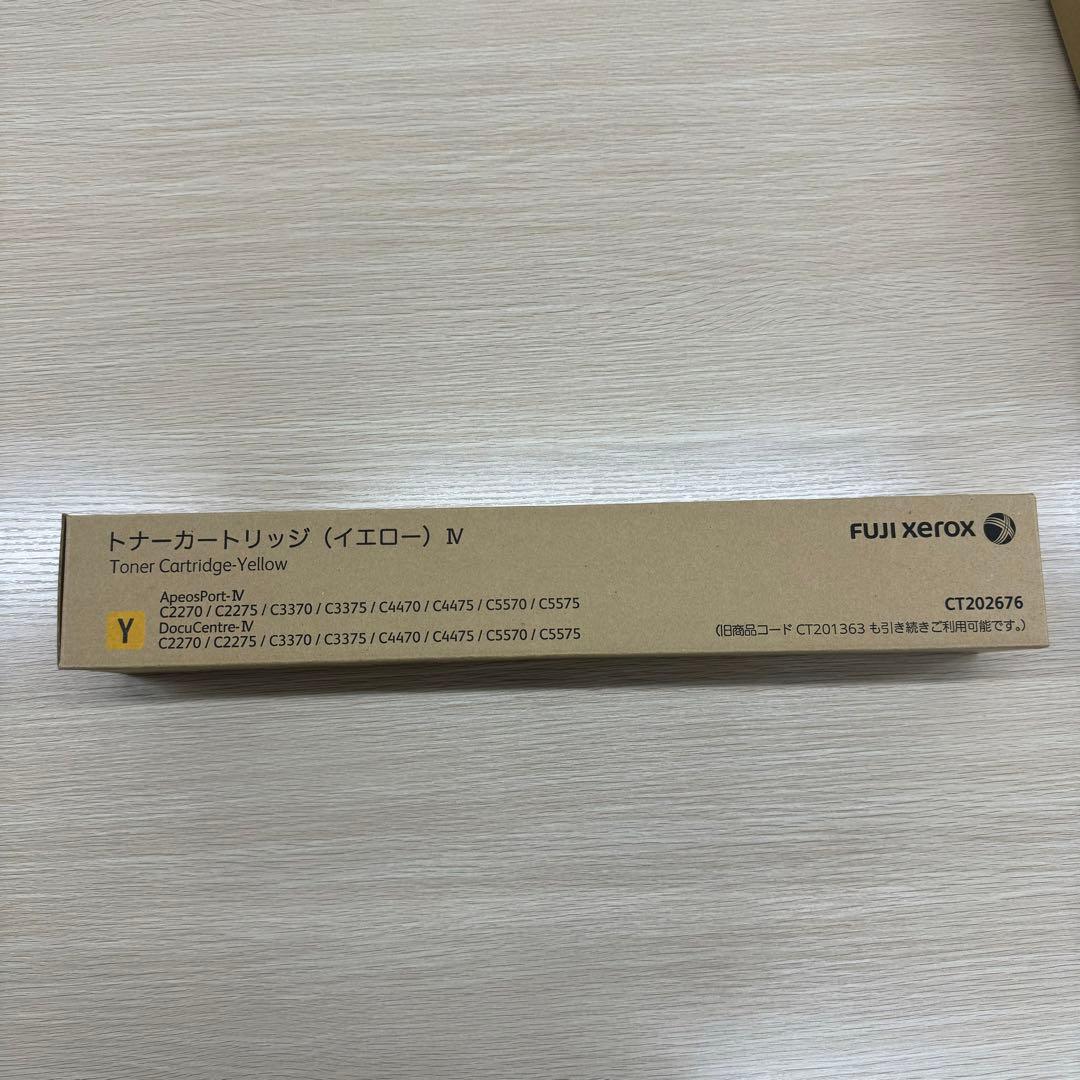 トナーカートリッジ（イエロー）Ⅳ
Toner Cartridge-Yellow
FUJI xerox
Y
ApeosPort-Ⅳ
C2270 / C2275 / C3370 / C3375 / C4470 / C4475 / C5570 / C5575
DocuCentre-Ⅳ
C2270 / C2275 / C3370 / C3375 / C4470 / C4475 / C5570 / C5575
CT202676
（旧商品コード CT201363 も引き続きご利用可能です。）